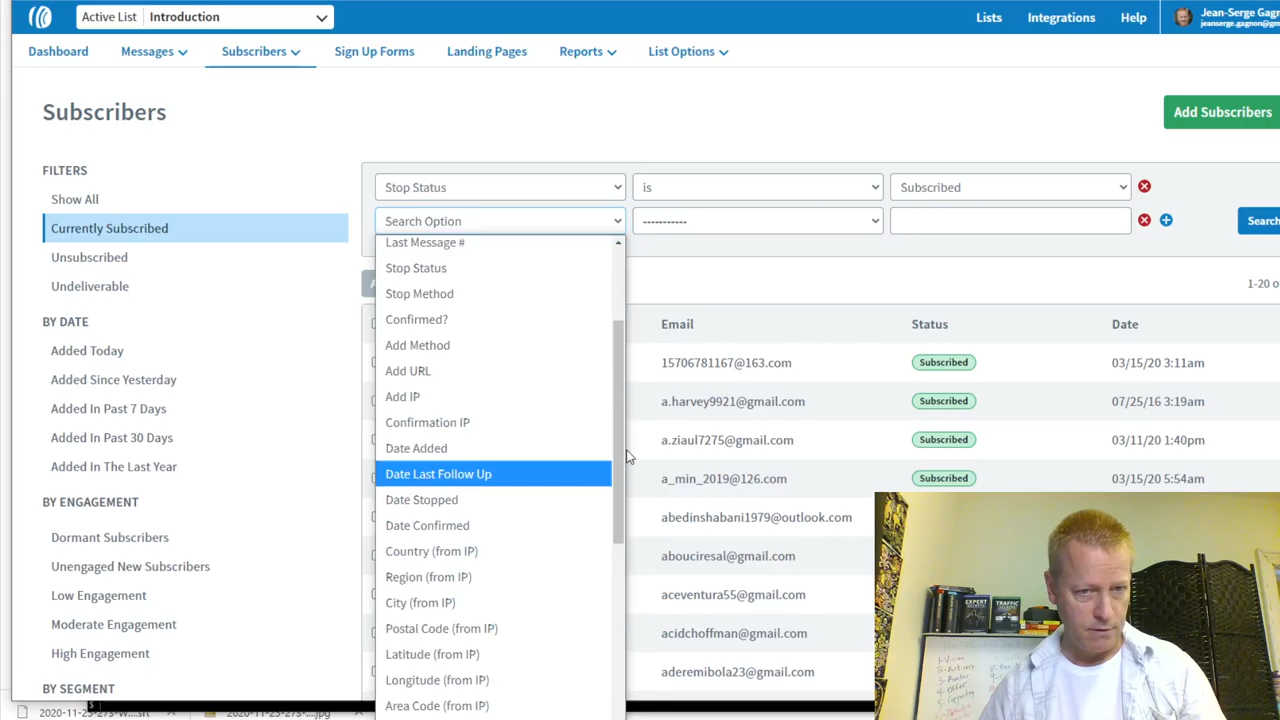 Active List Introduction
Lists Integrations Help
Jean-Serge Gagn
jeanserge.gagnon@gm
Dashboard Messages Subscribers Sign Up Forms Landing Pages Reports List Options
Subscribers
Add Subscribers
FILTERS
Show All
Currently Subscribed
Unsubscribed
Undeliverable
BY DATE
Added Today
Added Since Yesterday
Added In Past 7 Days
Added In Past 30 Days
Added In The Last Year
BY ENGAGEMENT
Dormant Subscribers
Unengaged New Subscribers
Low Engagement
Moderate Engagement
High Engagement
BY SEGMENT
Stop Status is Subscribed
Search Option ----------- Search
Last Message #
Stop Status
Stop Method
Confirmed?
Add Method
Add URL
Add IP
Confirmation IP
Date Added
Date Last Follow Up
Date Stopped
Date Confirmed
Country (from IP)
Region (from IP)
City (from IP)
Postal Code (from IP)
Latitude (from IP)
Longitude (from IP)
Area Code (from IP)
1-20 o
Email Status Date
15706781167@163.com Subscribed 03/15/20 3:11am
a.harvey9921@gmail.com Subscribed 07/25/16 3:19am
a.ziaul7275@gmail.com Subscribed 03/11/20 1:40pm
a_min_2019@126.com Subscribed 03/15/20 5:54am
abedinshabani1979@outlook.com
abouciresal@gmail.com
aceventura55@gmail.com
acidchoffman@gmail.com
aderemibola23@gmail.com
EXPERT SECRETS
TRAFFIC SECRETS